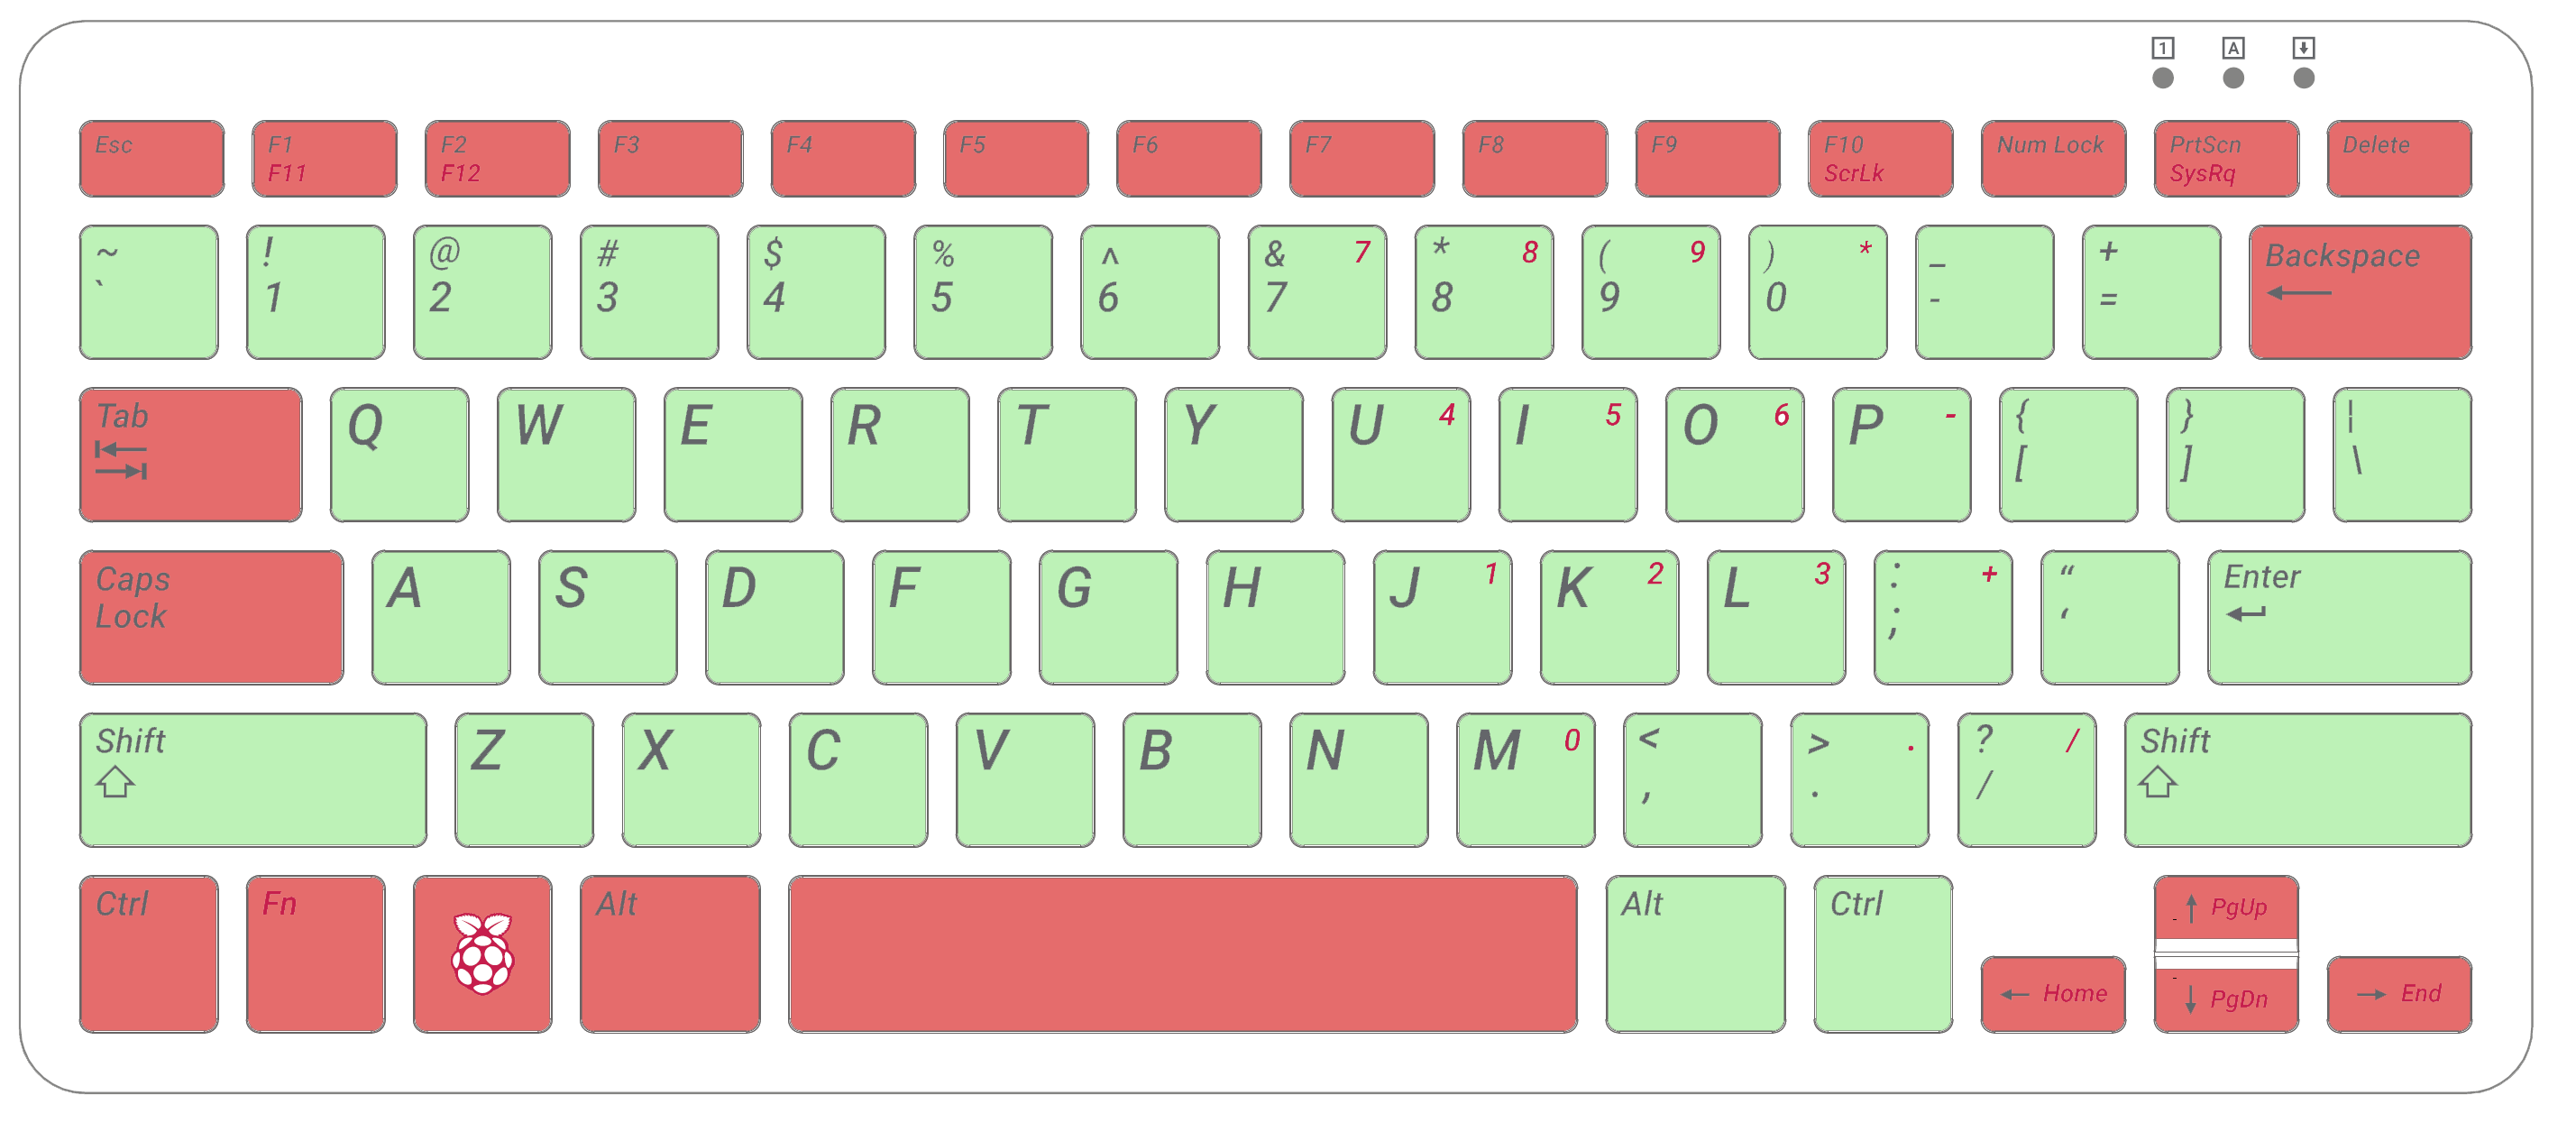 1 A
Esc F1 F2 F3 F4 F5 F6 F7 F8 F9 F10 Num Lock PrtScn Delete
F11 F12 ScrLk SysRq
~ ! @ # $ % ^ & 7 * 8 ( 9 ) * _ + Backspace
` 1 2 3 4 5 6 7 8 9 0 - =
Tab Q W E R T Y U 4 I 5 O 6 P - { } ¦
[ ] \
Caps A S D F G H J 1 K 2 L 3 : + “ Enter
Lock ; ‘
Shift Z X C V B N M 0 < > . ? / Shift
, . /
Ctrl Fn Alt Alt Ctrl PgUp
Home PgDn End